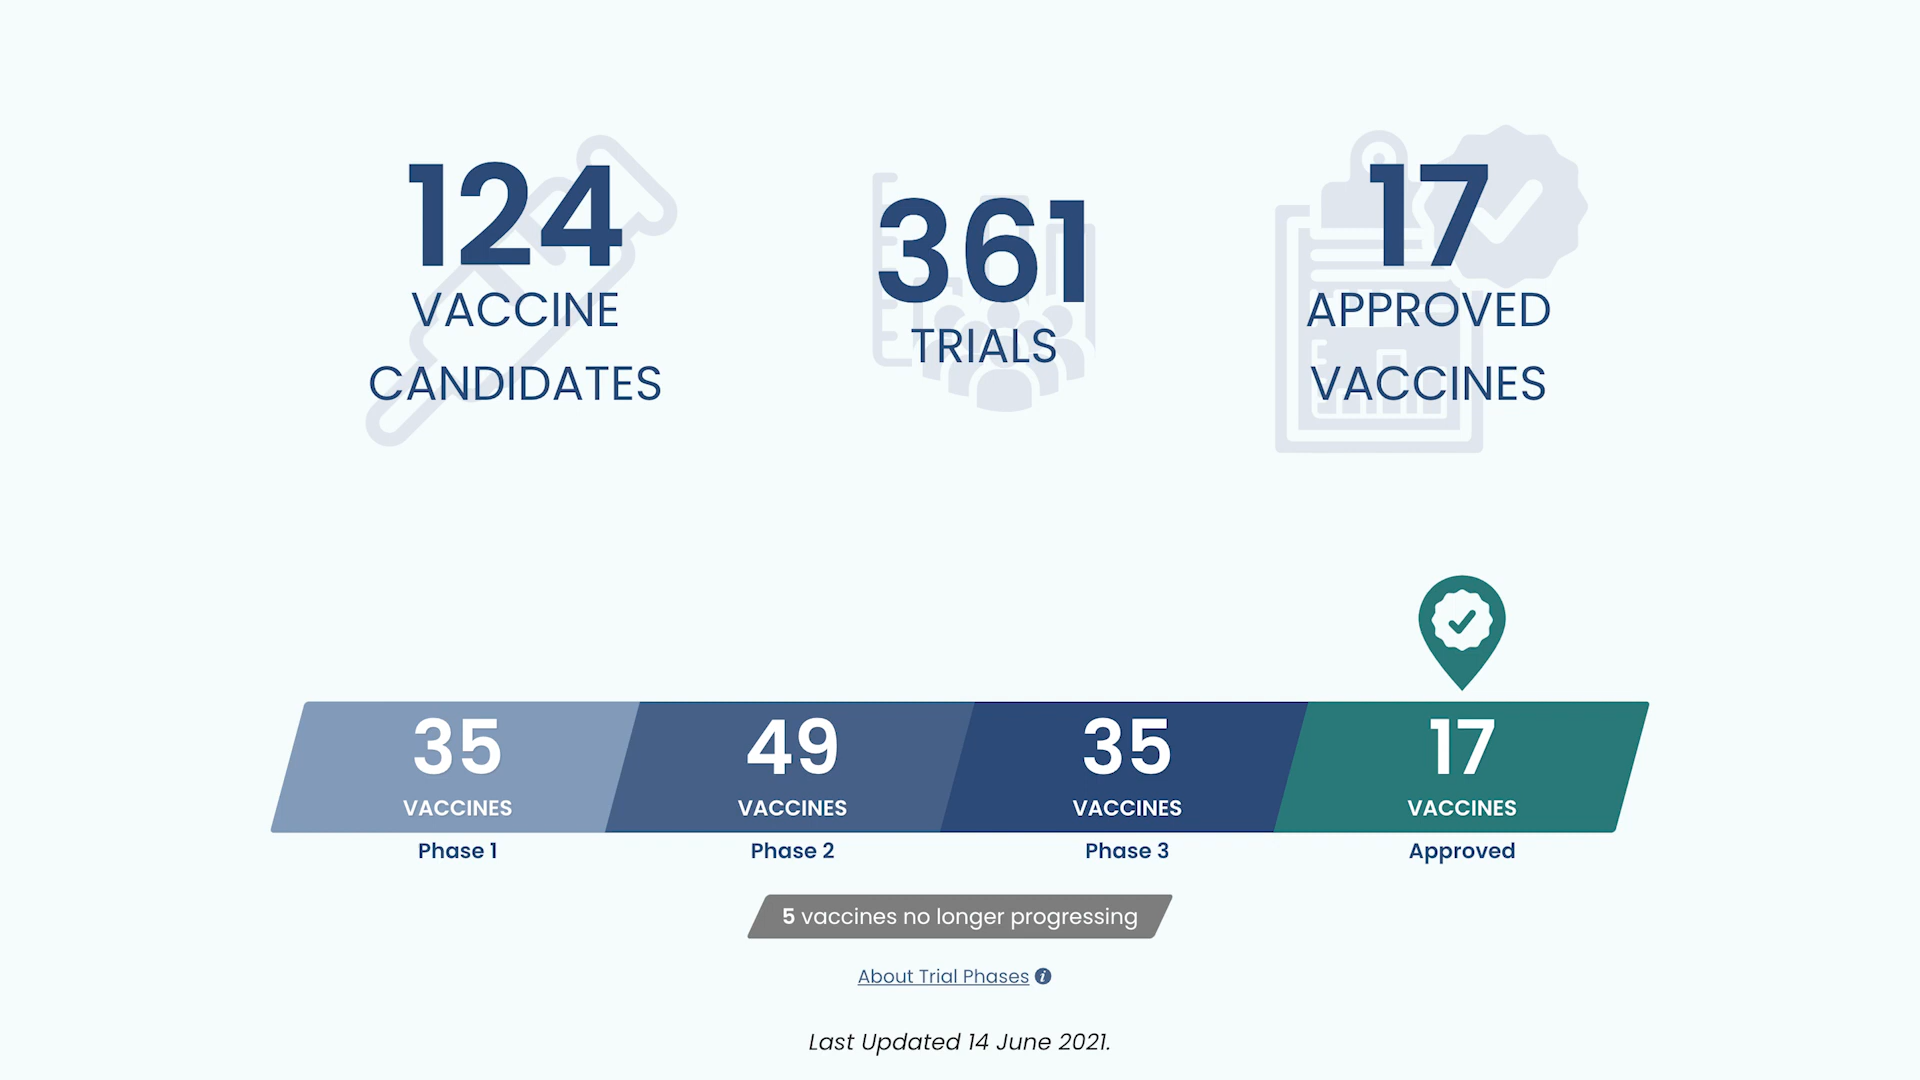 124
VACCINE
CANDIDATES
361
TRIALS
17
APPROVED
VACCINES
35
VACCINES
Phase 1
49
VACCINES
Phase 2
35
VACCINES
Phase 3
17
VACCINES
Approved
5 vaccines no longer progressing
About Trial Phases i
Last Updated 14 June 2021.